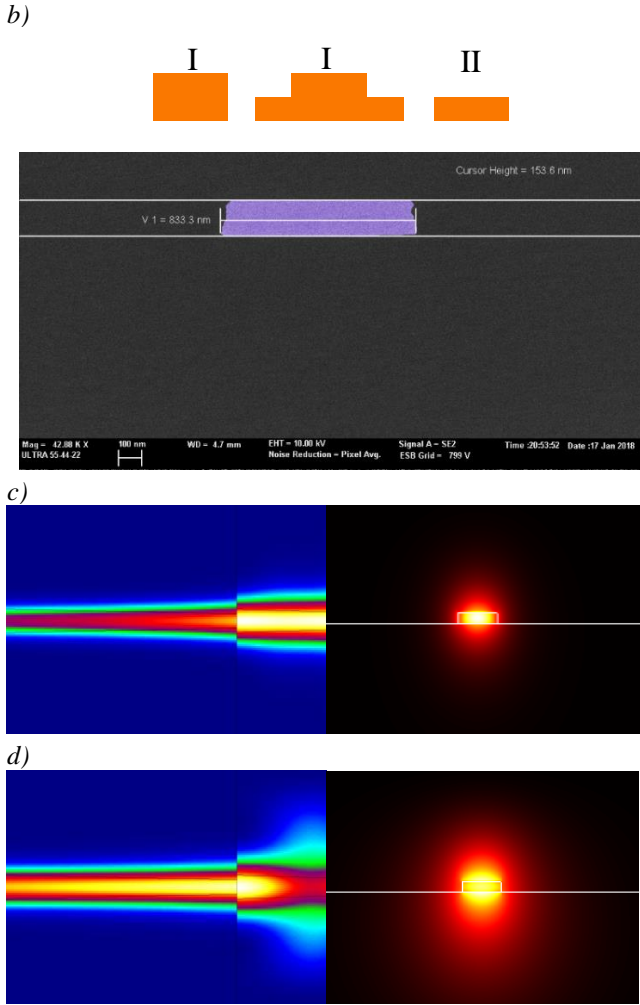 b)
I I II
Cursor Height = 153.6 nm
V 1 = 833.3 nm
Mag = 42.88 K X 100 nm WD = 4.7 mm EHT = 10.00 kV Signal A = SE2 Time :20:53:52 Date :17 Jan 2018
ULTRA 55-44-22 Noise Reduction = Pixel Avg. ESB Grid = 799 V
c)
d)